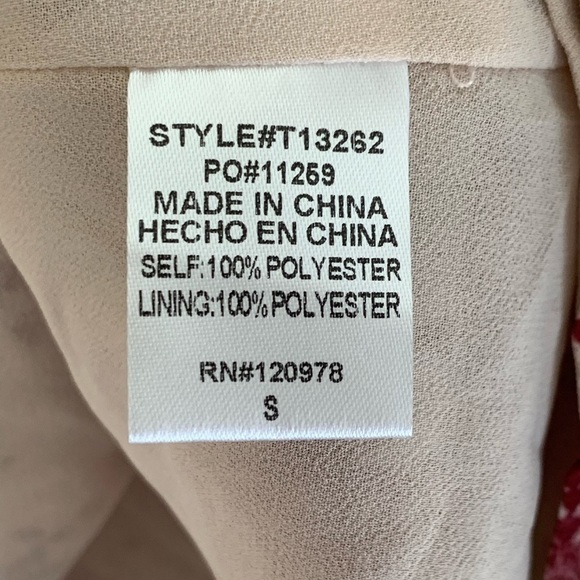 STYLE#T13262
PO#11259
MADE IN CHINA
HECHO EN CHINA
SELF:100% POLYESTER
LINING:100% POLYESTER
RN#120978
S